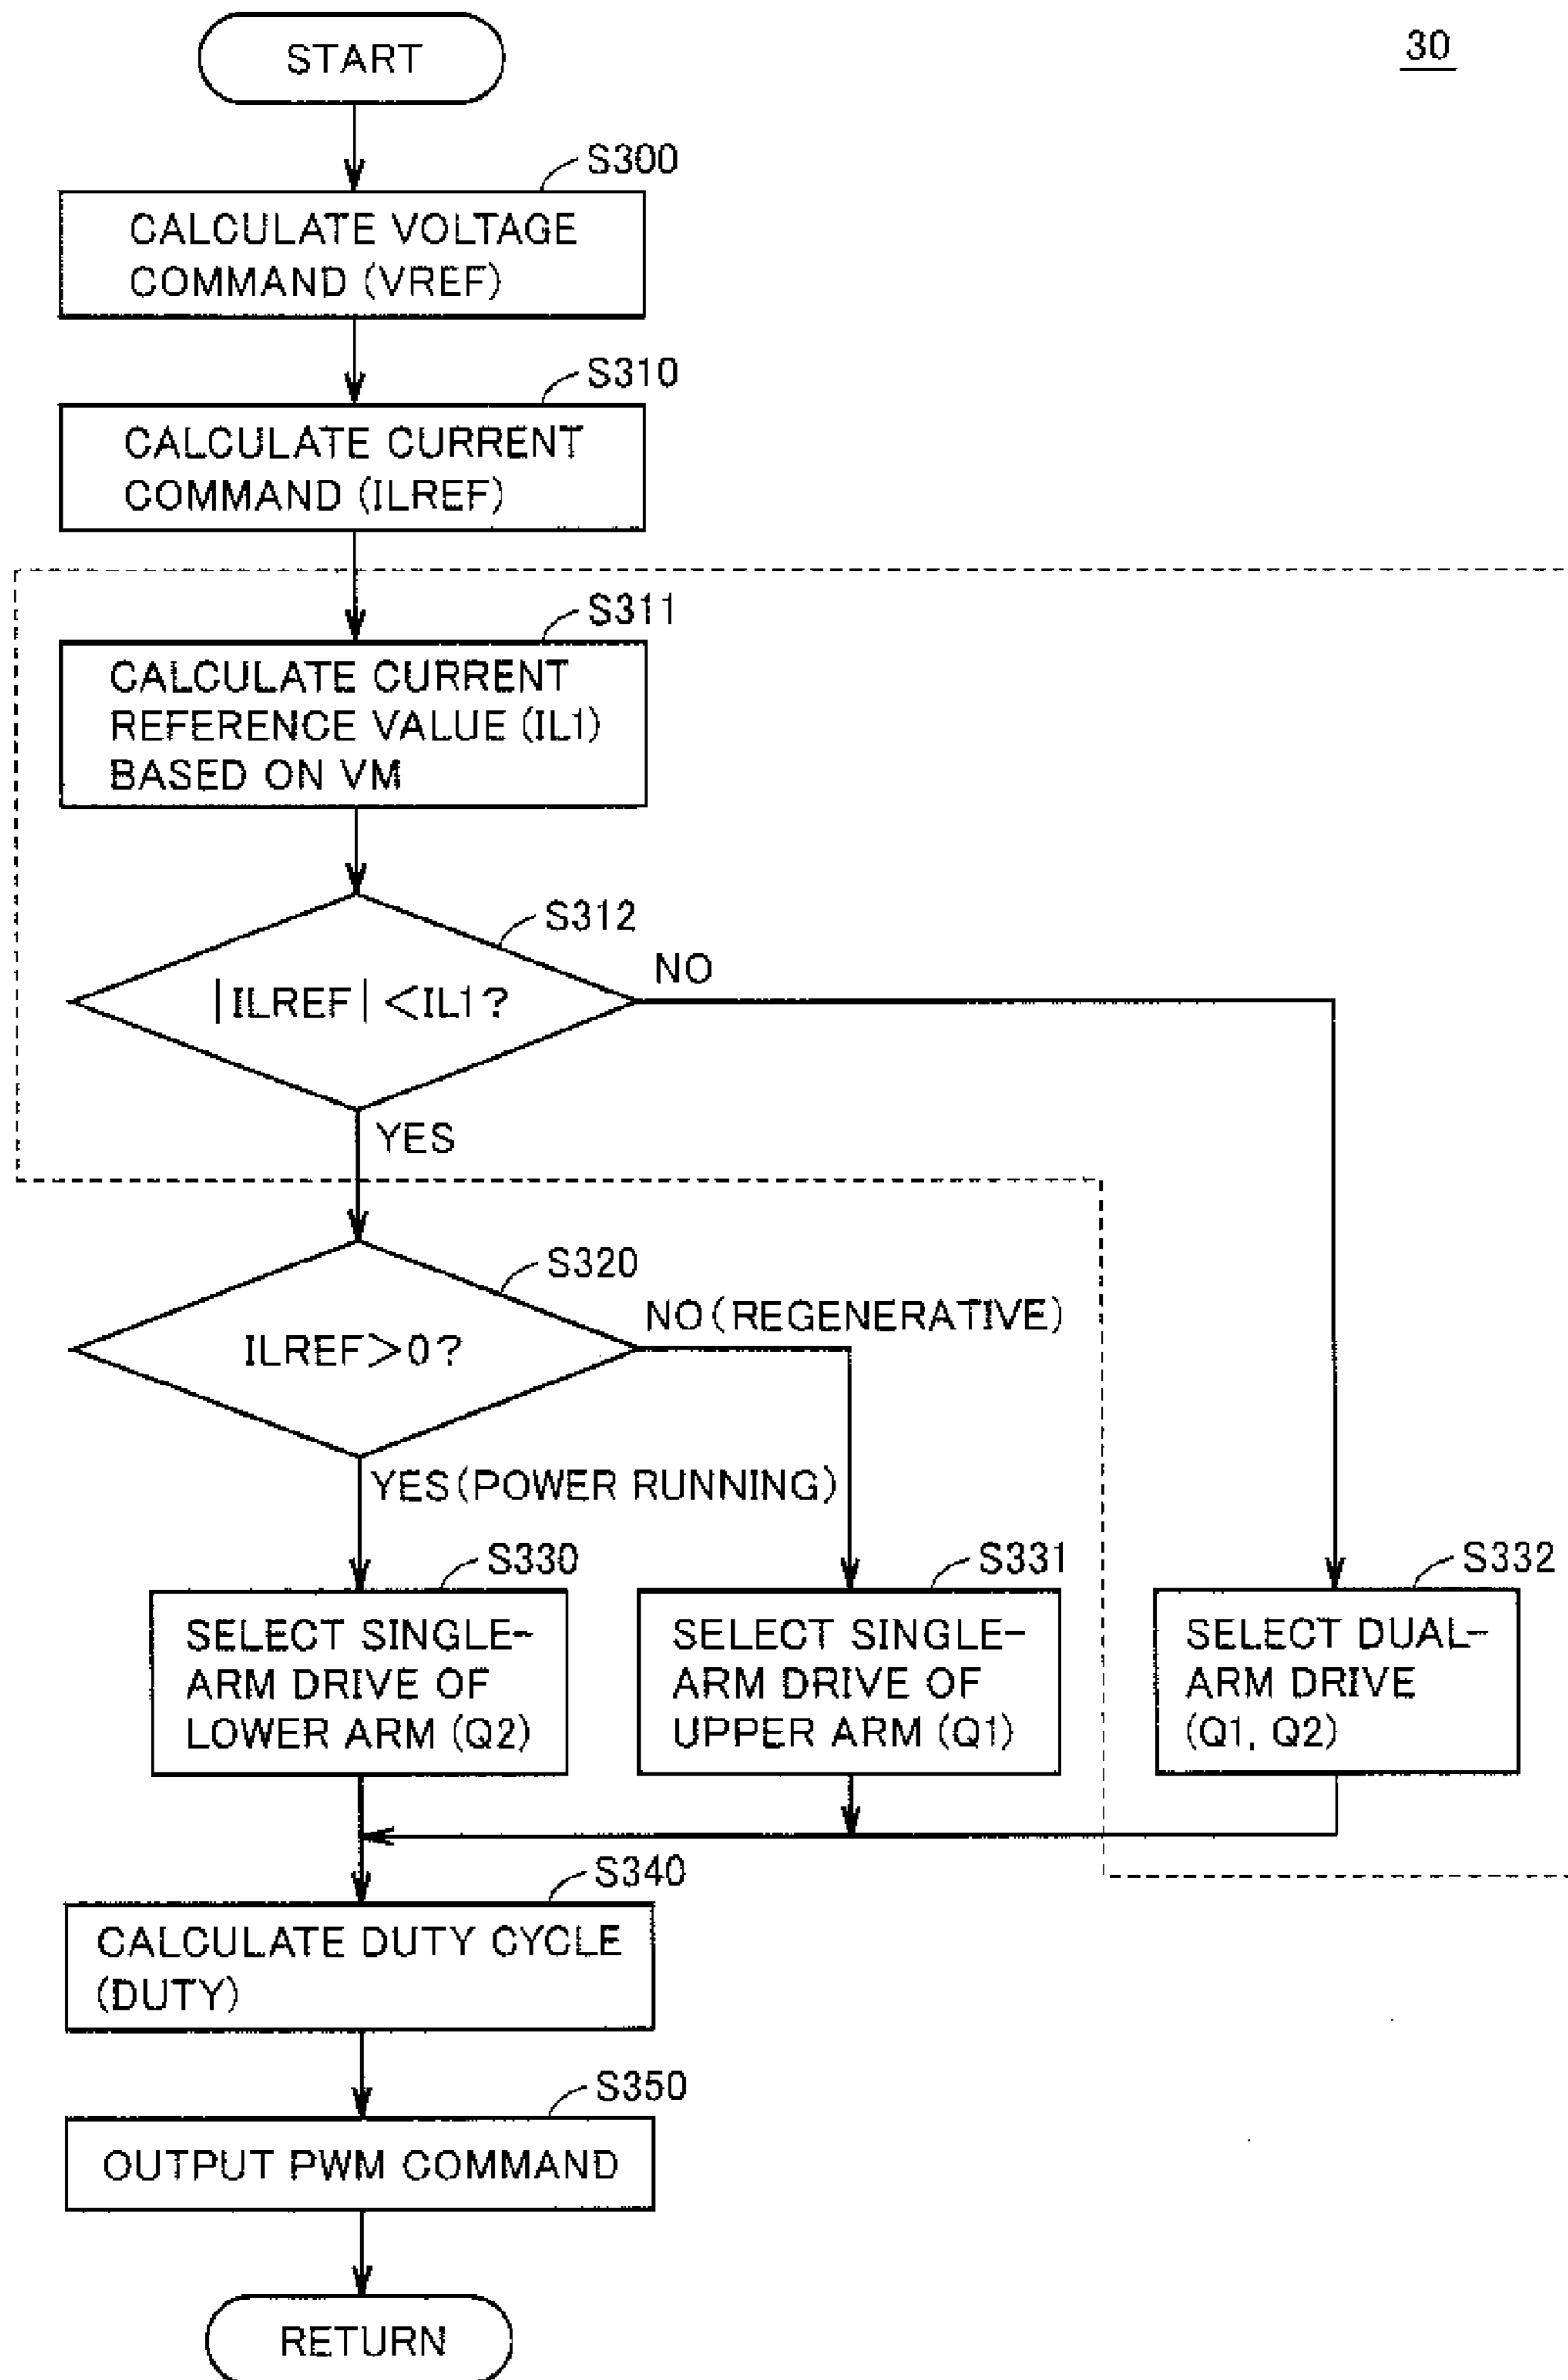 30
START
S300
CALCULATE VOLTAGE
COMMAND (VREF)
S310
CALCULATE CURRENT
COMMAND (ILREF)
S311
CALCULATE CURRENT
REFERENCE VALUE (IL1)
BASED ON VM
S312
|ILREF| <IL1?
NO
YES
S320
ILREF>0?
NO (REGENERATIVE)
YES (POWER RUNNING)
S330
SELECT SINGLE-
ARM DRIVE OF
LOWER ARM (Q2)
S331
SELECT SINGLE-
ARM DRIVE OF
UPPER ARM (Q1)
S332
SELECT DUAL-
ARM DRIVE
(Q1, Q2)
S340
CALCULATE DUTY CYCLE
(DUTY)
S350
OUTPUT PWM COMMAND
RETURN